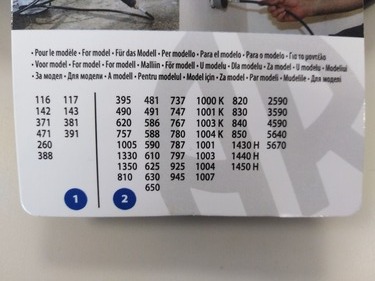 • Pour le modèle • For model • Für das Modell • Per modello • Para el modelo • Para o modelo • Για το μοντέλο
• Voor model • For model • For modell • Malliin • För modell • U modelu • Dla modelu • Za model • U modelu • Modeliui
• За модел • Для модели • A modell • Pentru modelul • Model için • Za model • Par modeli • Mudelile • Для моделі
116 117 395 481 737 1000 K 820 2590
142 143 490 491 747 1001 K 830 3590
371 381 620 586 767 1003 K 840 4590
471 391 757 588 780 1004 K 850 5640
260 1005 590 787 1001 1430 H 5670
388 1330 610 797 1003 1440 H
1350 625 925 1004 1450 H
810 630 945 1007
650
1 2